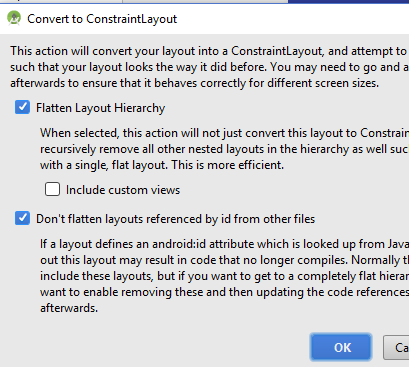 Convert to ConstraintLayout
This action will convert your layout into a ConstraintLayout, and attempt to
such that your layout looks the way it did before. You may need to go and a
afterwards to ensure that it behaves correctly for different screen sizes.
Flatten Layout Hierarchy
When selected, this action will not just convert this layout to Constrain
recursively remove all other nested layouts in the hierarchy as well suc
with a single, flat layout. This is more efficient.
Include custom views
Don't flatten layouts referenced by id from other files
If a layout defines an android:id attribute which is looked up from Java
out this layout may result in code that no longer compiles. Normally th
include these layouts, but if you want to get to a completely flat hierar
want to enable removing these and then updating the code references
afterwards.
OK
Ca